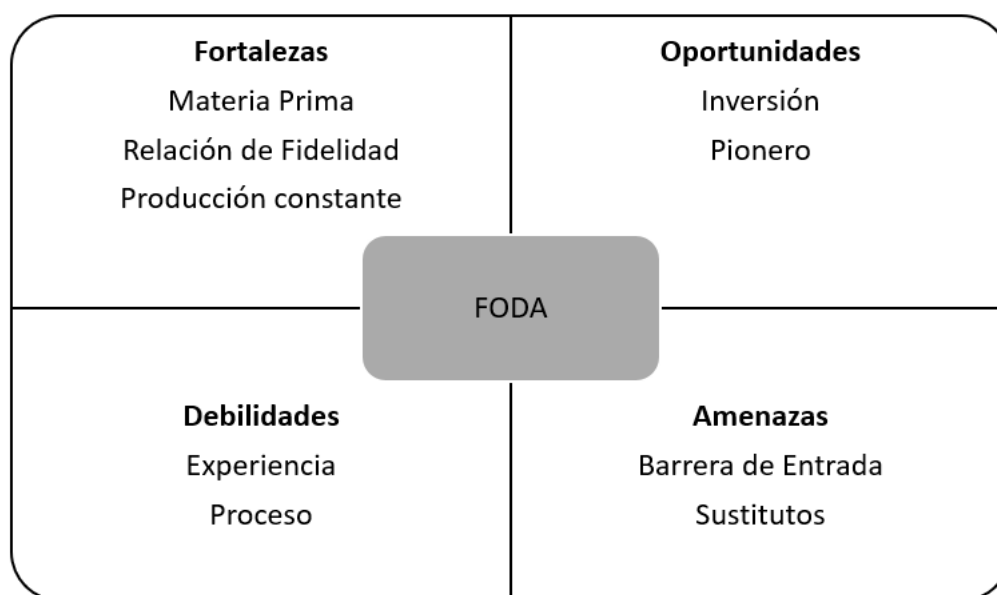 Fortalezas
Materia Prima
Relación de Fidelidad
Producción constante
Oportunidades
Inversión
Pionero
FODA
Debilidades
Experiencia
Proceso
Amenazas
Barrera de Entrada
Sustitutos